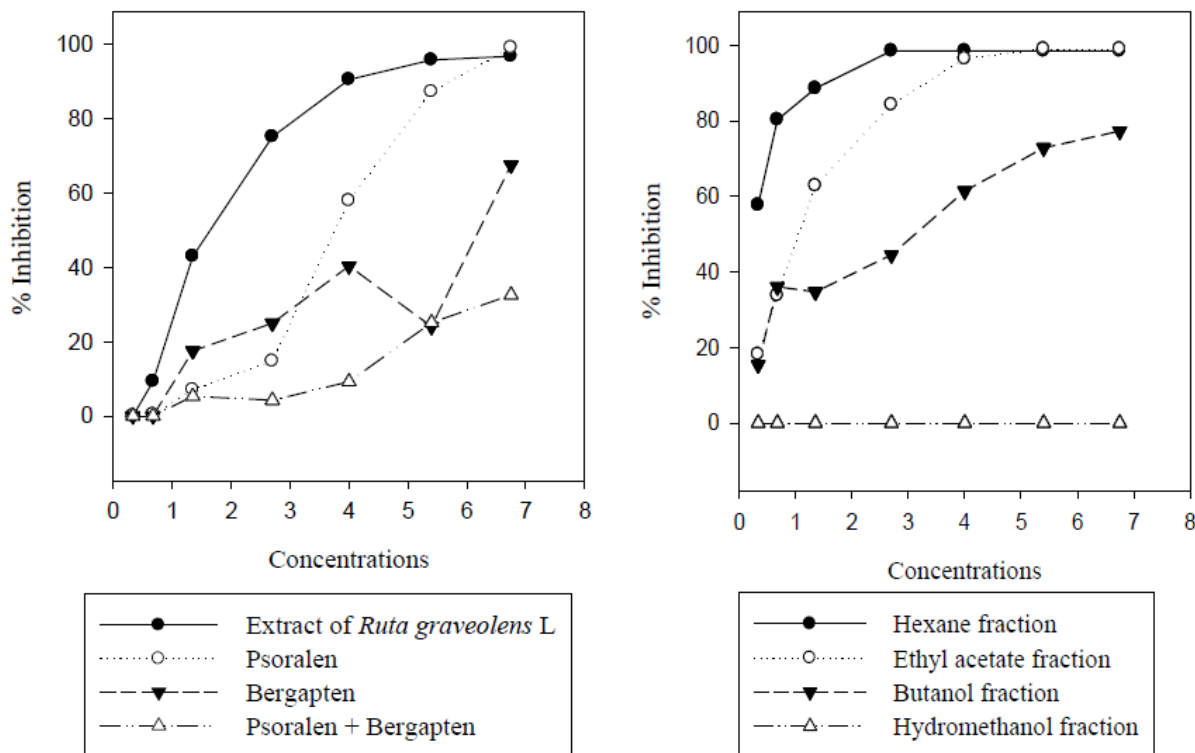 100
80
60
40
20
0
% Inhibition
0 1 2 3 4 5 6 7 8
Concentrations
Extract of Ruta graveolens L
Psoralen
Bergapten
Psoralen + Bergapten
100
80
60
40
20
0
% Inhibition
0 1 2 3 4 5 6 7 8
Concentrations
Hexane fraction
Ethyl acetate fraction
Butanol fraction
Hydromethanol fraction